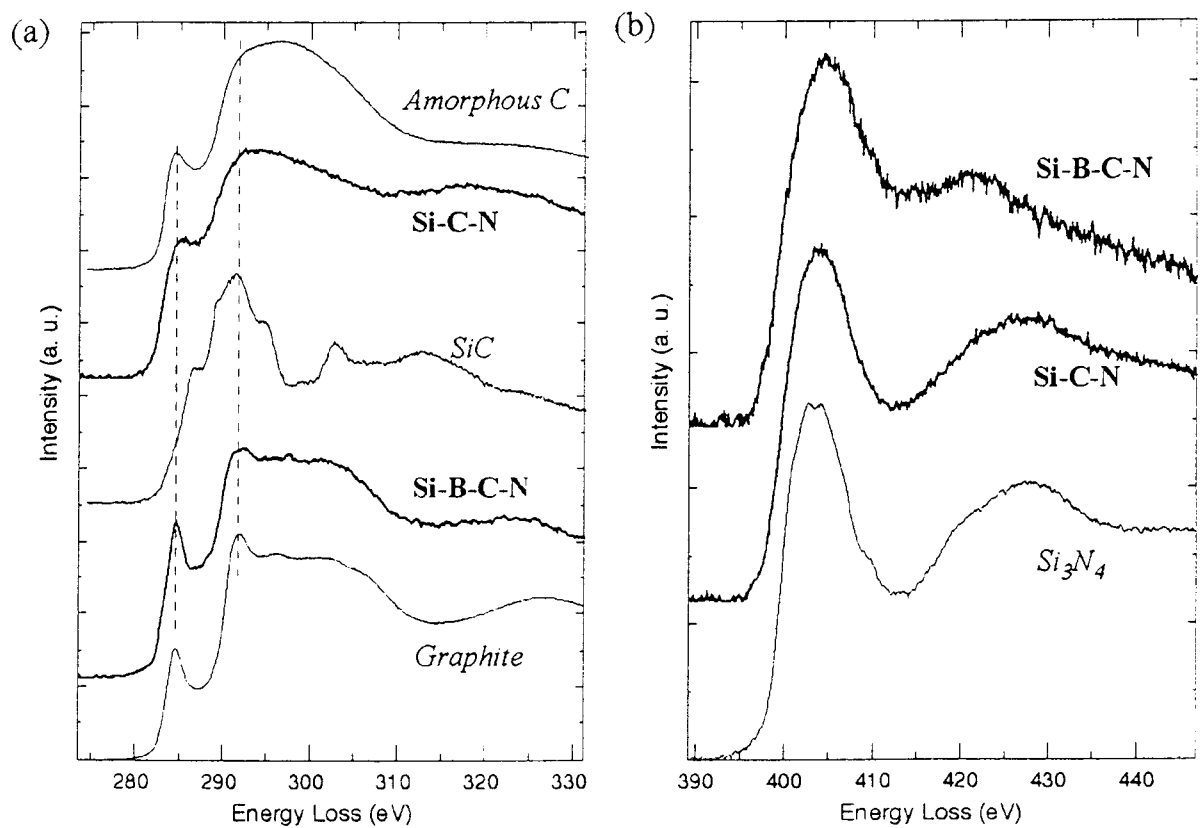 (a)
Amorphous C
Si-C-N
SiC
Si-B-C-N
Graphite
Intensity (a. u.)
280 290 300 310 320 330
Energy Loss (eV)
(b)
Si-B-C-N
Si-C-N
Si3N4
Intensity (a. u.)
390 400 410 420 430 440
Energy Loss (eV)